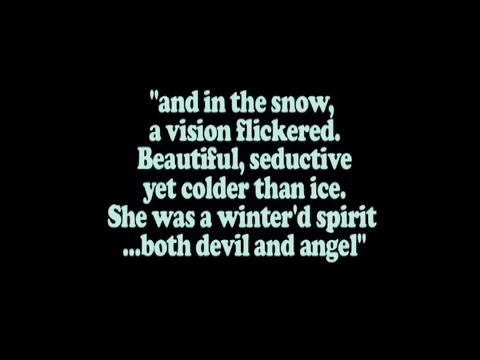 "and in the snow,
a vision flickered.
Beautiful, seductive
yet colder than ice.
She was a winter'd spirit
...both devil and angel"